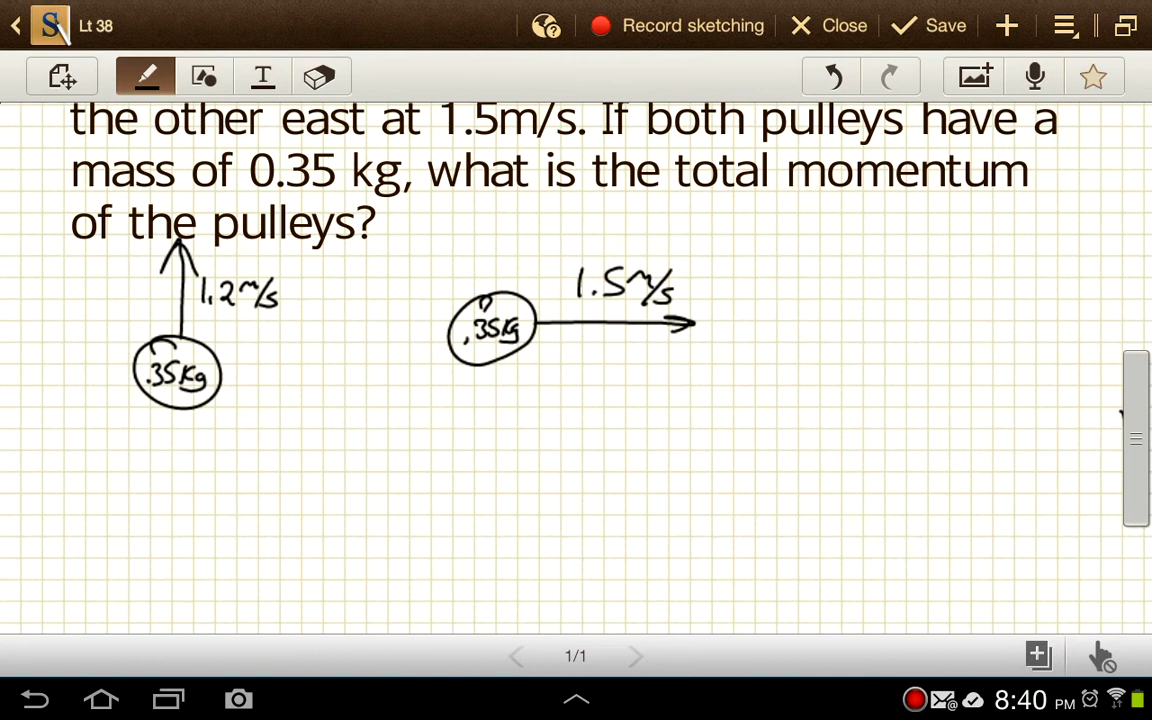 Lt 38
Record sketching
Close
Save
the other east at 1.5m/s. If both pulleys have a
mass of 0.35 kg, what is the total momentum
of the pulleys?
1.2 m/s
1.5 m/s
.35kg
.35kg
1/1
8:40 PM